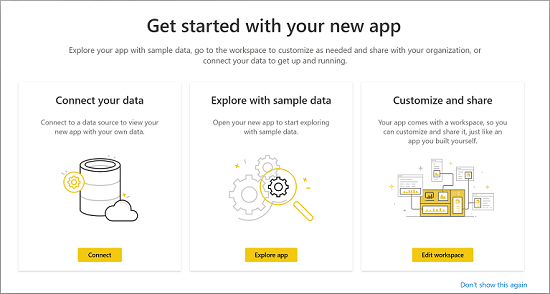 Get started with your new app
Explore your app with sample data, go to the workspace to customize as needed and share with your organization, or
connect your data to get up and running.
Connect your data
Connect to a data source to view your
new app with your own data.
Connect
Explore with sample data
Open your new app to start exploring
with sample data.
Explore app
Customize and share
Your app comes with a workspace, so you
can customize and share it, just like an
app you built yourself.
Edit workspace
Don't show this again